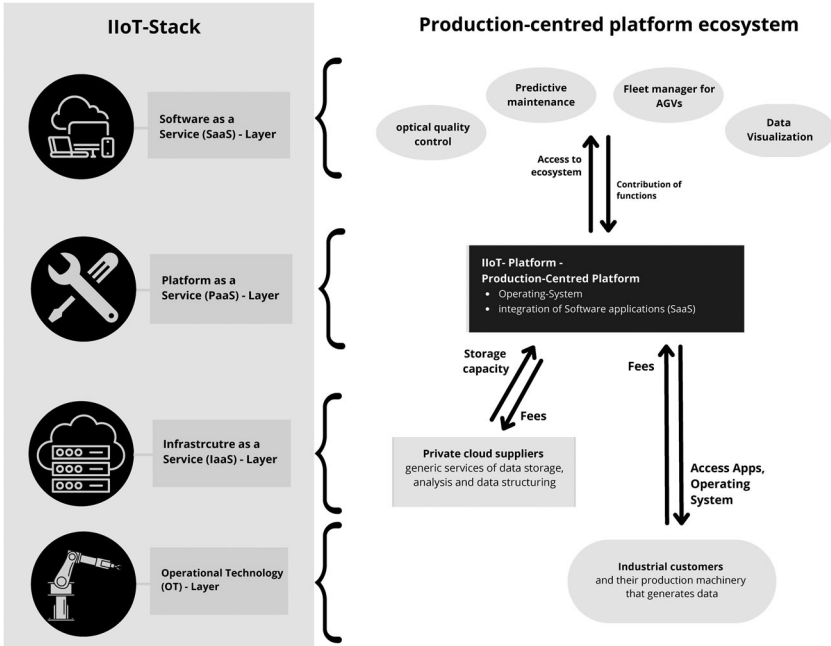 IIoT-Stack
Software as a
Service (SaaS) - Layer
Platform as a
Service (PaaS) - Layer
Infrastrcutre as a
Service (IaaS) - Layer
Operational Technology
(OT) - Layer
Production-centred platform ecosystem
optical quality
control
Predictive
maintenance
Fleet manager for
AGVs
Data
Visualization
Access to
ecosystem
Contribution of
functions
IIoT- Platform -
Production-Centred Platform
• Operating-System
• integration of Software applications (SaaS)
Storage
capacity
Fees
Fees
Private cloud suppliers
generic services of data storage,
analysis and data structuring
Access Apps,
Operating
System
Industrial customers
and their production machinery
that generates data